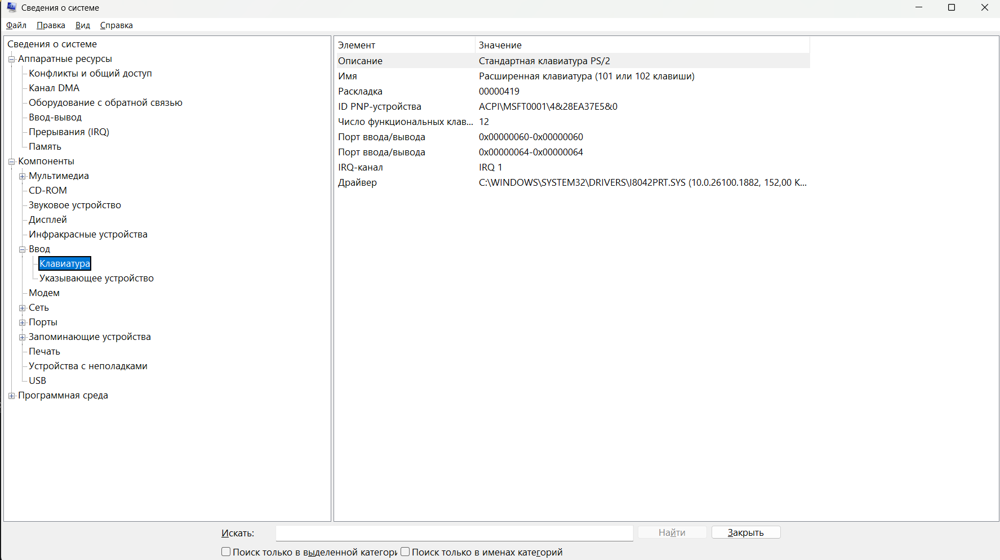 Сведения о системе
Файл Правка Вид Справка
Сведения о системе
Аппаратные ресурсы
Конфликты и общий доступ
Канал DMA
Оборудование с обратной связью
Ввод-вывод
Прерывания (IRQ)
Память
Компоненты
Мультимедиа
CD-ROM
Звуковое устройство
Дисплей
Инфракрасные устройства
Ввод
Клавиатура
Указывающее устройство
Модем
Сеть
Порты
Запоминающие устройства
Печать
Устройства с неполадками
USB
Программная среда
Элемент Значение
Описание Стандартная клавиатура PS/2
Имя Расширенная клавиатура (101 или 102 клавиши)
Раскладка 00000419
ID PNP-устройства ACPI\MSFT0001\4&28EA37E5&0
Число функциональных клав... 12
Порт ввода/вывода 0x00000060-0x00000060
Порт ввода/вывода 0x00000064-0x00000064
IRQ-канал IRQ 1
Драйвер C:\WINDOWS\SYSTEM32\DRIVERS\I8042PRT.SYS (10.0.26100.1882, 152,00 К...
Искать: Найти Закрыть
Поиск только в выделенной категори Поиск только в именах категорий